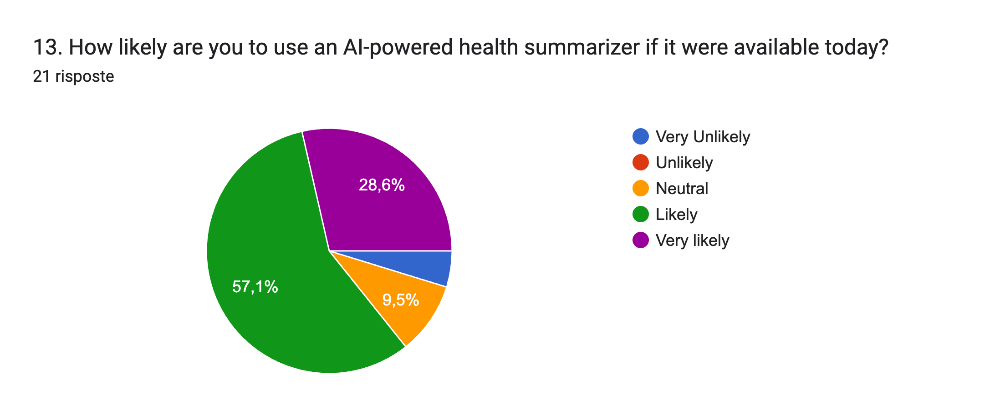 13. How likely are you to use an AI-powered health summarizer if it were available today?
21 risposte
28,6%
57,1%
9,5%
Very Unlikely
Unlikely
Neutral
Likely
Very likely